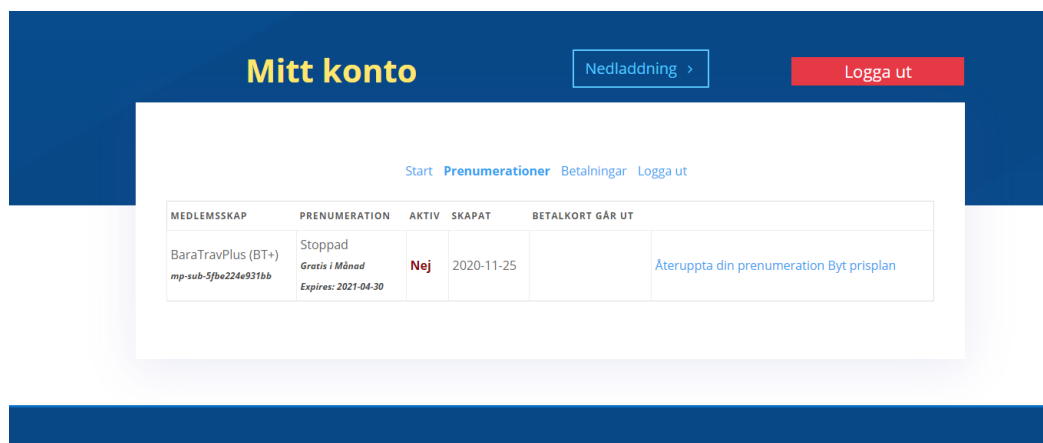 Mitt konto
Nedladdning >
Logga ut
Start Prenumerationer Betalningar Logga ut
MEDLEMSSKAP PRENUMERATION AKTIV SKAPAT BETALKORT GÅR UT
BaraTravPlus (BT+)
mp-sub-5fbe224e931bb
Stoppad
Gratis i Månad
Expires: 2021-04-30
Nej
2020-11-25
Återuppta din prenumeration Byt prisplan